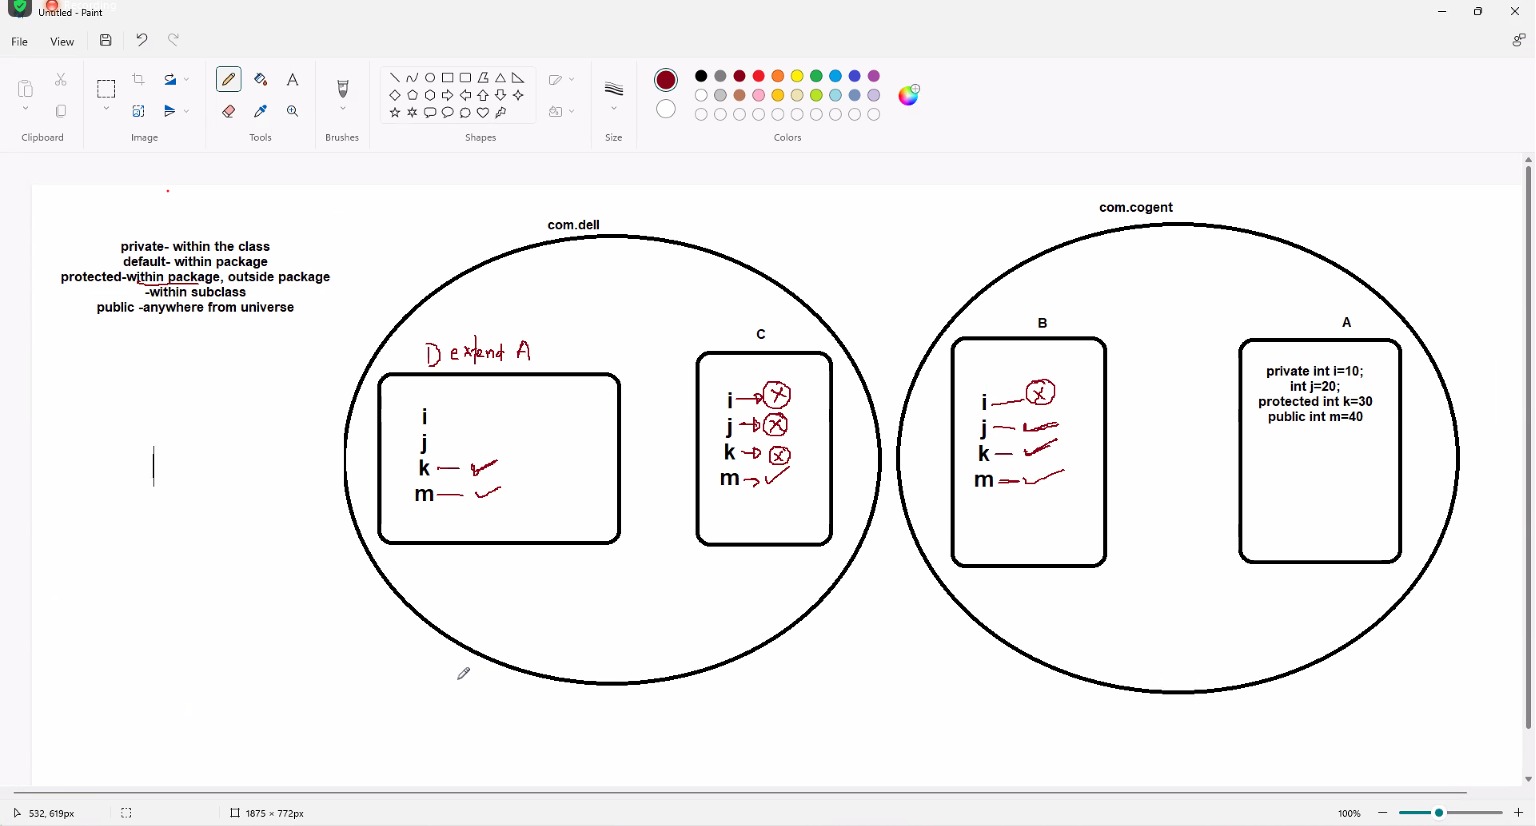 Untitled - Paint
File View
Clipboard Image Tools Brushes Shapes Size Colors
com.dell
com.cogent
private- within the class
default- within package
protected-within package, outside package
-within subclass
public -anywhere from universe
D extend A
i
j
k
m
C
i
j
k
m
B
i
j
k
m
A
private int i=10;
int j=20;
protected int k=30
public int m=40
532, 619px
1875 × 772px
100%